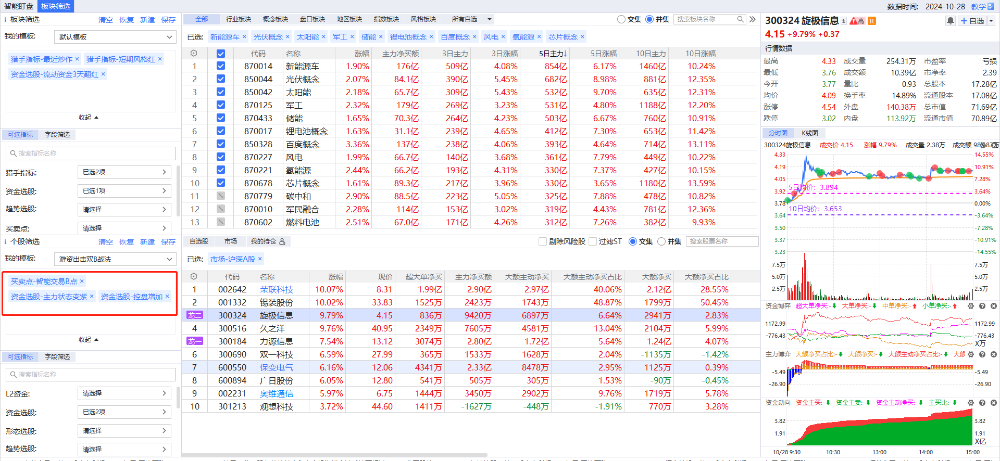 智能盯盘 板块筛选 数据时间: 2024-10-28 教学
板块筛选 清空 恢复 新建 保存
我的模板: 默认模板
猎手指标-最近炒作 × 猎手指标-短期风格红 ×
资金选股-流动资金3天翻红 ×
收起
可选指标 字段筛选
搜索指标名称
猎手指标: 已选2项
资金选股: 已选1项
趋势选股: 请选择
买卖点: 请选择
个股筛选 清空 恢复 新建 保存
我的模板: 游资出击双B战法
买卖点-智能交易B点 ×
资金选股-主力状态变紫 × 资金选股-控盘增加 ×
收起
可选指标 字段筛选
搜索指标名称
L2资金: 请选择
资金选股: 已选2项
形态选股: 请选择
趋势选股: 请选择
全部 行业板块 概念板块 盘口板块 地区板块 指数板块 风格板块 所有自选 交集 并集 搜索板块名称
已选: 新能源车 × 光伏概念 × 太阳能 × 军工 × 储能 × 锂电池概念 × 百度概念 × 风电 × 氢能源 × 芯片概念 ×
代码 名称 涨幅 主力净买额 3日主力 3日涨幅 5日主力↓ 5日涨幅 10日主力 10日涨幅
1 870014 新能源车 1.90% 176亿 509亿 4.08% 854亿 6.17% 1460亿 10.24%
2 850044 光伏概念 2.07% 84.1亿 390亿 5.45% 682亿 8.98% 881亿 12.35%
3 850042 太阳能 2.18% 65.7亿 309亿 5.43% 532亿 9.70% 635亿 12.31%
4 870125 军工 2.32% 179亿 269亿 3.23% 531亿 4.80% 1188亿 12.20%
5 870433 储能 1.65% 70.3亿 264亿 4.23% 503亿 6.67% 760亿 10.91%
6 870017 锂电池概念 1.63% 31.1亿 239亿 4.65% 412亿 7.30% 653亿 11.42%
7 850328 百度概念 3.36% 137亿 238亿 4.06% 393亿 4.64% 714亿 13.11%
8 870227 风电 1.99% 66.7亿 140亿 3.68% 361亿 7.79% 449亿 10.22%
9 870221 氢能源 2.44% 66.2亿 193亿 4.31% 330亿 7.37% 427亿 10.15%
10 870678 芯片概念 1.61% 89.3亿 217亿 3.96% 330亿 3.65% 1180亿 13.59%
11 870779 碳中和 2.90% 88.5亿 223亿 5.05% 325亿 7.88% 478亿 10.82%
12 870010 军民融合 2.28% 114亿 153亿 3.02% 319亿 4.43% 781亿 12.36%
13 870602 燃料电池 2.51% 67.0亿 171亿 4.26% 312亿 7.26% 382亿 9.93%
自选股 市场 我的持仓 剔除风险股 过滤ST 交集 并集 搜索股票名称
已选: 市场-沪深A股 ×
代码 名称 涨幅 现价 超大单净买 主力净买额 大额主动净买 大额主动净买占比 大额净买 大额净买占比
1 002642 荣联科技 10.07% 8.31 1.99亿 2.90亿 2.97亿 40.06% 2.12亿 28.55%
2 001332 锡装股份 10.02% 33.83 1525万 2423万 1743万 48.87% 1799万 50.45%
龙二 300324 旋极信息 9.79% 4.15 836万 9420万 6897万 6.64% 2941万 2.83%
4 300516 久之洋 9.76% 40.95 2349万 7605万 4581万 13.04% 2104万 5.99%
龙一 300184 力源信息 7.54% 13.12 3074万 2.80亿 1.72亿 5.64% 1.24亿 4.07%
6 300690 双一科技 6.59% 27.99 365万 1533万 1628万 2.04% -1135万 -1.42%
7 600550 保变电气 6.16% 12.06 4341万 2.33亿 8478万 2.95% 1125万 0.39%
8 600894 广日股份 6.05% 12.80 541万 505万 305万 1.53% -90万 -0.45%
9 002231 奥维通信 5.97% 6.75 1444万 3450万 2902万 9.76% 1719万 5.78%
10 301213 观想科技 3.72% 44.60 1411万 -1627万 -448万 -1.91% 770万 3.28%
300324 旋极信息 高 R 自选
4.15 +9.79% +0.37
行情数据
最高 4.33 成交量 254.31万 市盈率 亏损
最低 3.76 成交额 10.39亿 市净率 2.39
今开 3.77 量比 0.93 总股本 17.28亿
均价 4.09 换手率 14.89% 流通股本 17.08亿
涨停 4.54 外盘 140.38万 总市值 71.69亿
跌停 3.02 内盘 113.92万 流通市值 70.89亿
分时图 K线图
300324旋极信息 成交价 4.15 涨幅 9.79% 成交量 2.38万 成交额
4.33 14.55%
4.19 10.91%
4.05 7.28%
5日均价: 3.894
3.92 3.64%
3.78 0.00%
10日均价: 3.653
3.64 -3.64%
3.50 -7.28%
3.37 -10.91%
3.23 -14.55%
7.5万 7.5万
5.0万 5.0万
2.5万 2.5万
资金博弈 超大单净买:- 大单净买:- 中单净买:- 小单净买:-
1172.99 1172.99
-776.43 -776.43
X万
主力博弈 大额净买占比:- 大额净买:- 大额主动净买占比:- 大额
-5.49 -5.49
-26.90 -26.90
资金动向 资金主买:- 资金主卖:- 资金主动净买:- 主买比:-
3.82 3.82
1.91 1.91
X亿
10/28 9:30 10:30 13:00 14:00 15:00